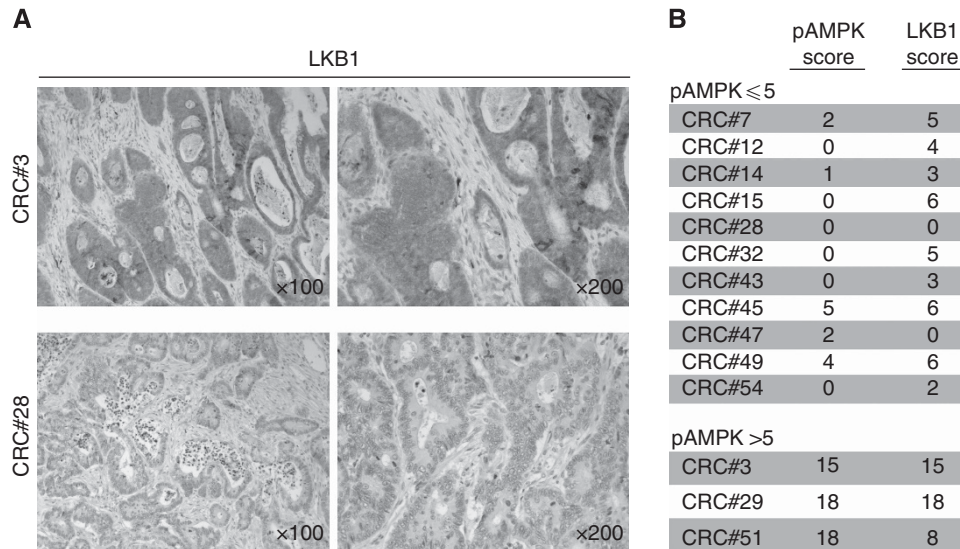 A
LKB1
CRC#3
×100
×200
CRC#28
×100
×200
B
pAMPK score LKB1 score
pAMPK ⩽ 5
CRC#7 2 5
CRC#12 0 4
CRC#14 1 3
CRC#15 0 6
CRC#28 0 0
CRC#32 0 5
CRC#43 0 3
CRC#45 5 6
CRC#47 2 0
CRC#49 4 6
CRC#54 0 2
pAMPK >5
CRC#3 15 15
CRC#29 18 18
CRC#51 18 8